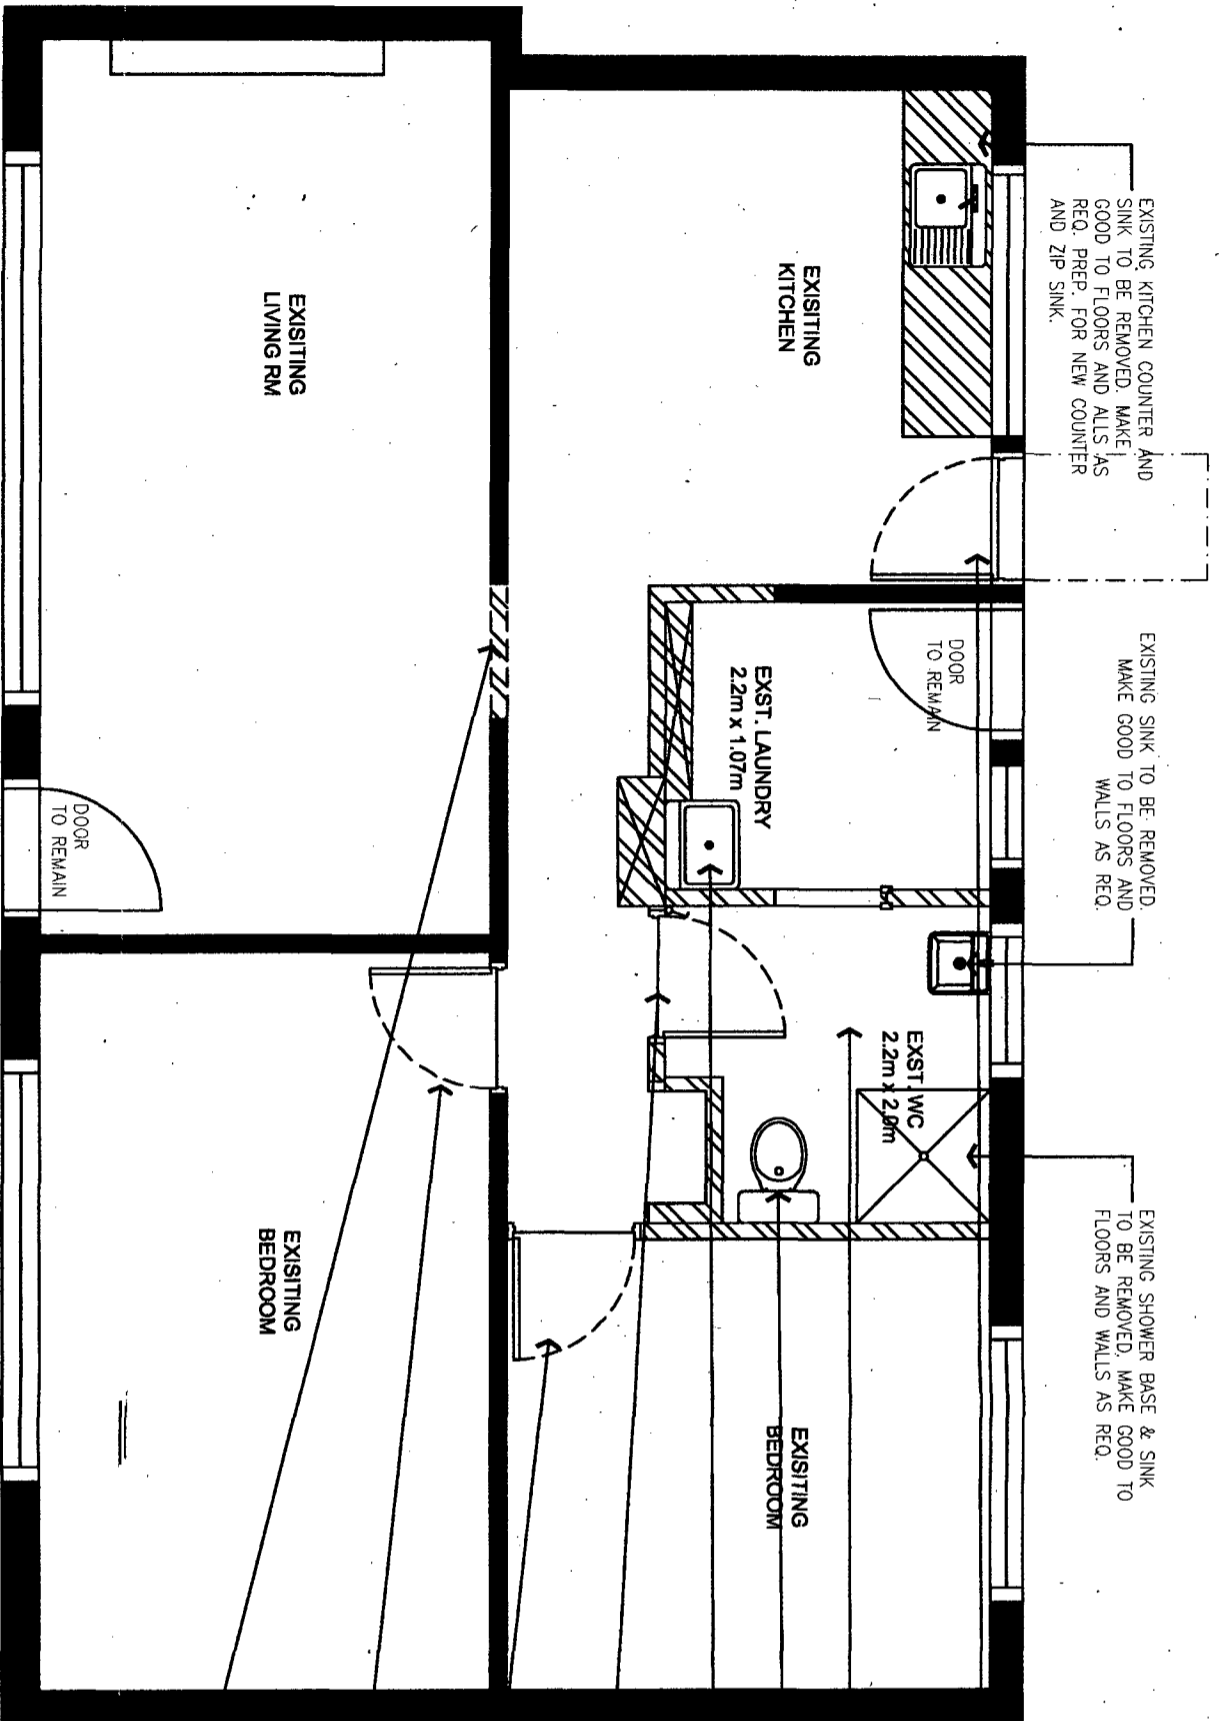 EXISTING KITCHEN COUNTER AND
SINK TO BE REMOVED. MAKE
GOOD TO FLOORS AND ALLS AS
REQ. PREP. FOR NEW COUNTER
AND ZIP SINK.
EXISTING SINK TO BE REMOVED.
MAKE GOOD TO FLOORS AND
WALLS AS REQ.
EXISTING SHOWER BASE & SINK
TO BE REMOVED, MAKE GOOD TO
FLOORS AND WALLS AS REQ.
EXISITING
KITCHEN
DOOR
TO REMAIN
EXST. LAUNDRY
2.2m x 1.07m
EXST. WC
2.2m x 2.0m
EXISITING
BEDROOM
EXISITING
LIVING RM
DOOR
TO REMAIN
EXISITING
BEDROOM